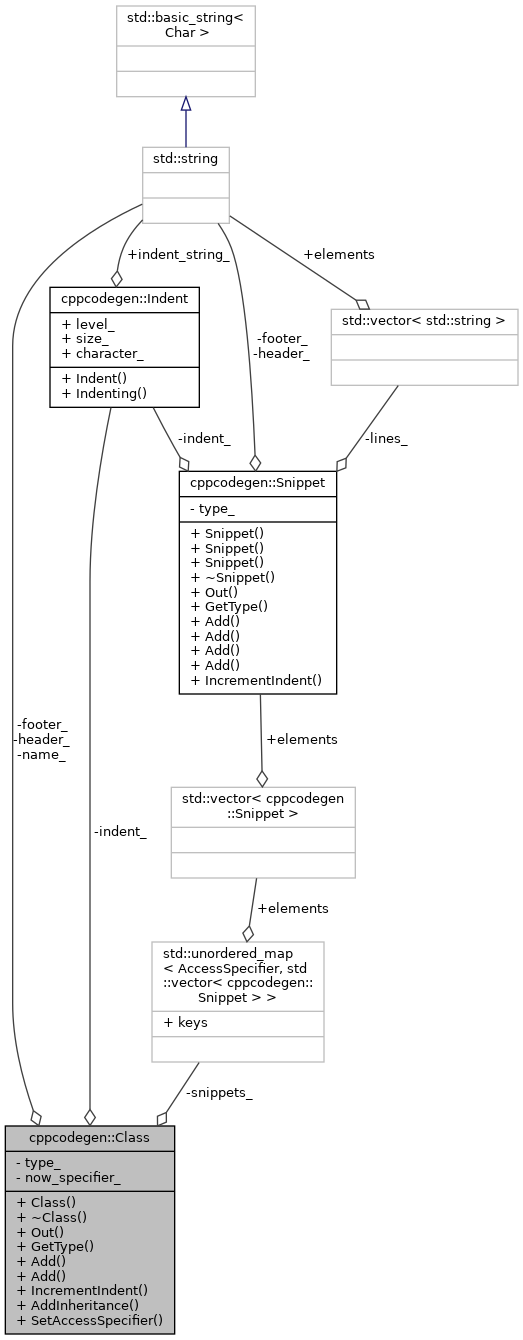 std::basic_string<
Char >
std::string
+indent_string_
+elements
cppcodegen::Indent
+ level_
+ size_
+ character_
+ Indent()
+ Indenting()
std::vector< std::string >
-footer_
-header_
-indent_
-lines_
cppcodegen::Snippet
- type_
+ Snippet()
+ Snippet()
+ Snippet()
+ ~Snippet()
+ Out()
+ GetType()
+ Add()
+ Add()
+ Add()
+ Add()
+ IncrementIndent()
-footer_
-header_
-name_
+elements
std::vector< cppcodegen
::Snippet >
-indent_
+elements
std::unordered_map
< AccessSpecifier, std
::vector< cppcodegen::
Snippet > >
+ keys
-snippets_
cppcodegen::Class
- type_
- now_specifier_
+ Class()
+ ~Class()
+ Out()
+ GetType()
+ Add()
+ Add()
+ IncrementIndent()
+ AddInheritance()
+ SetAccessSpecifier()